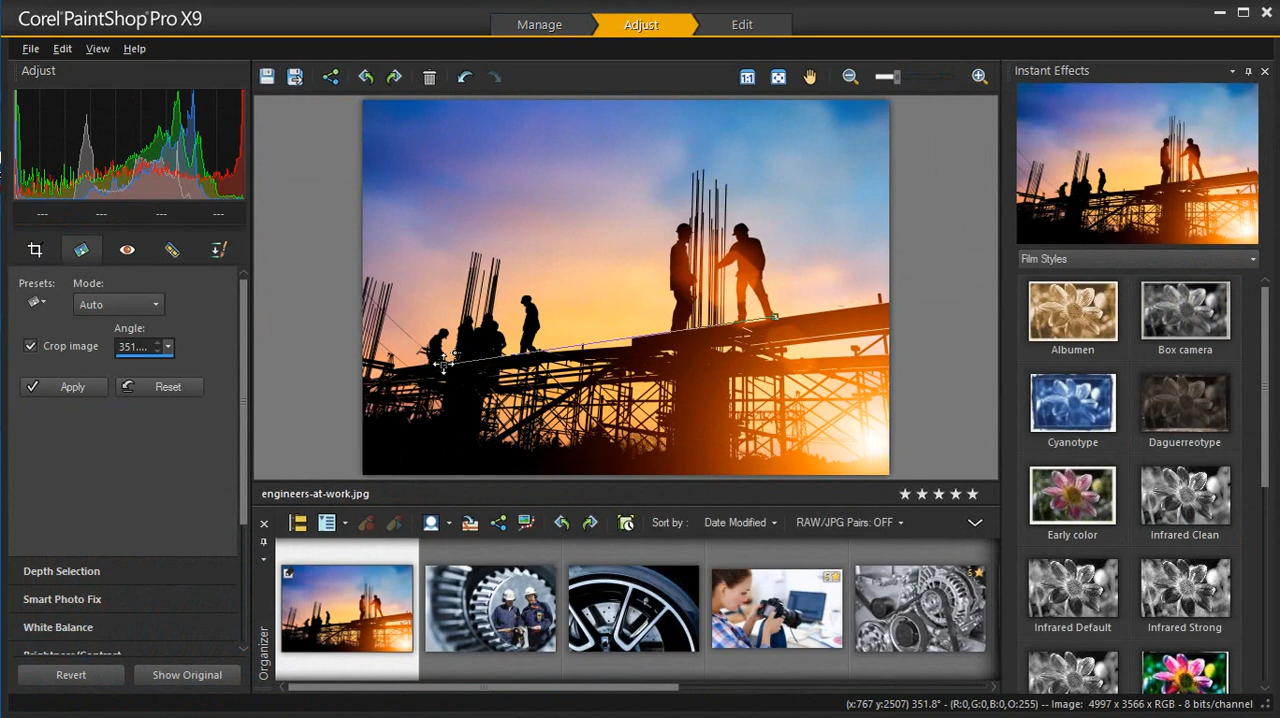 Corel PaintShop Pro X9
Manage
Adjust
Edit
File Edit View Help
Adjust
Instant Effects
--- --- --- ---
Presets: Mode:
Auto
Angle:
Crop image 351....
Apply Reset
Depth Selection
Smart Photo Fix
White Balance
Brightness/Contrast
Revert Show Original
engineers-at-work.jpg
Sort by : Date Modified RAW/JPG Pairs: OFF
Organizer
Film Styles
Albumen Box camera
Cyanotype Daguerreotype
Early color Infrared Clean
Infrared Default Infrared Strong
(x:767 y:2507) 351.8° - (R:0,G:0,B:0,O:255) -- Image: 4997 x 3566 x RGB - 8 bits/channel